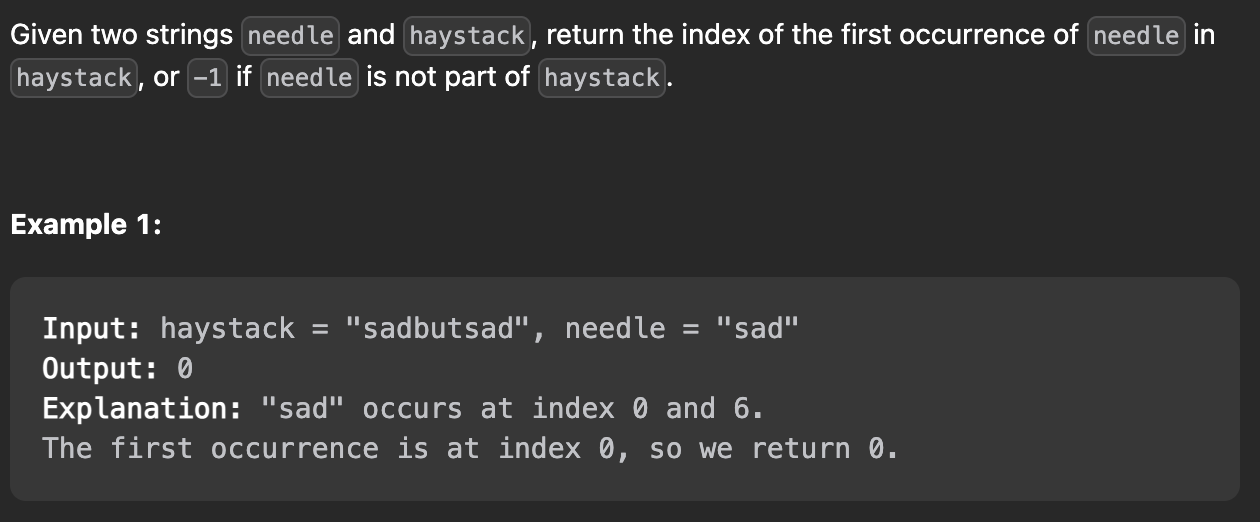 Given two strings needle and haystack, return the index of the first occurrence of needle in
haystack, or -1 if needle is not part of haystack.
Example 1:
Input: haystack = "sadbutsad", needle = "sad"
Output: 0
Explanation: "sad" occurs at index 0 and 6.
The first occurrence is at index 0, so we return 0.